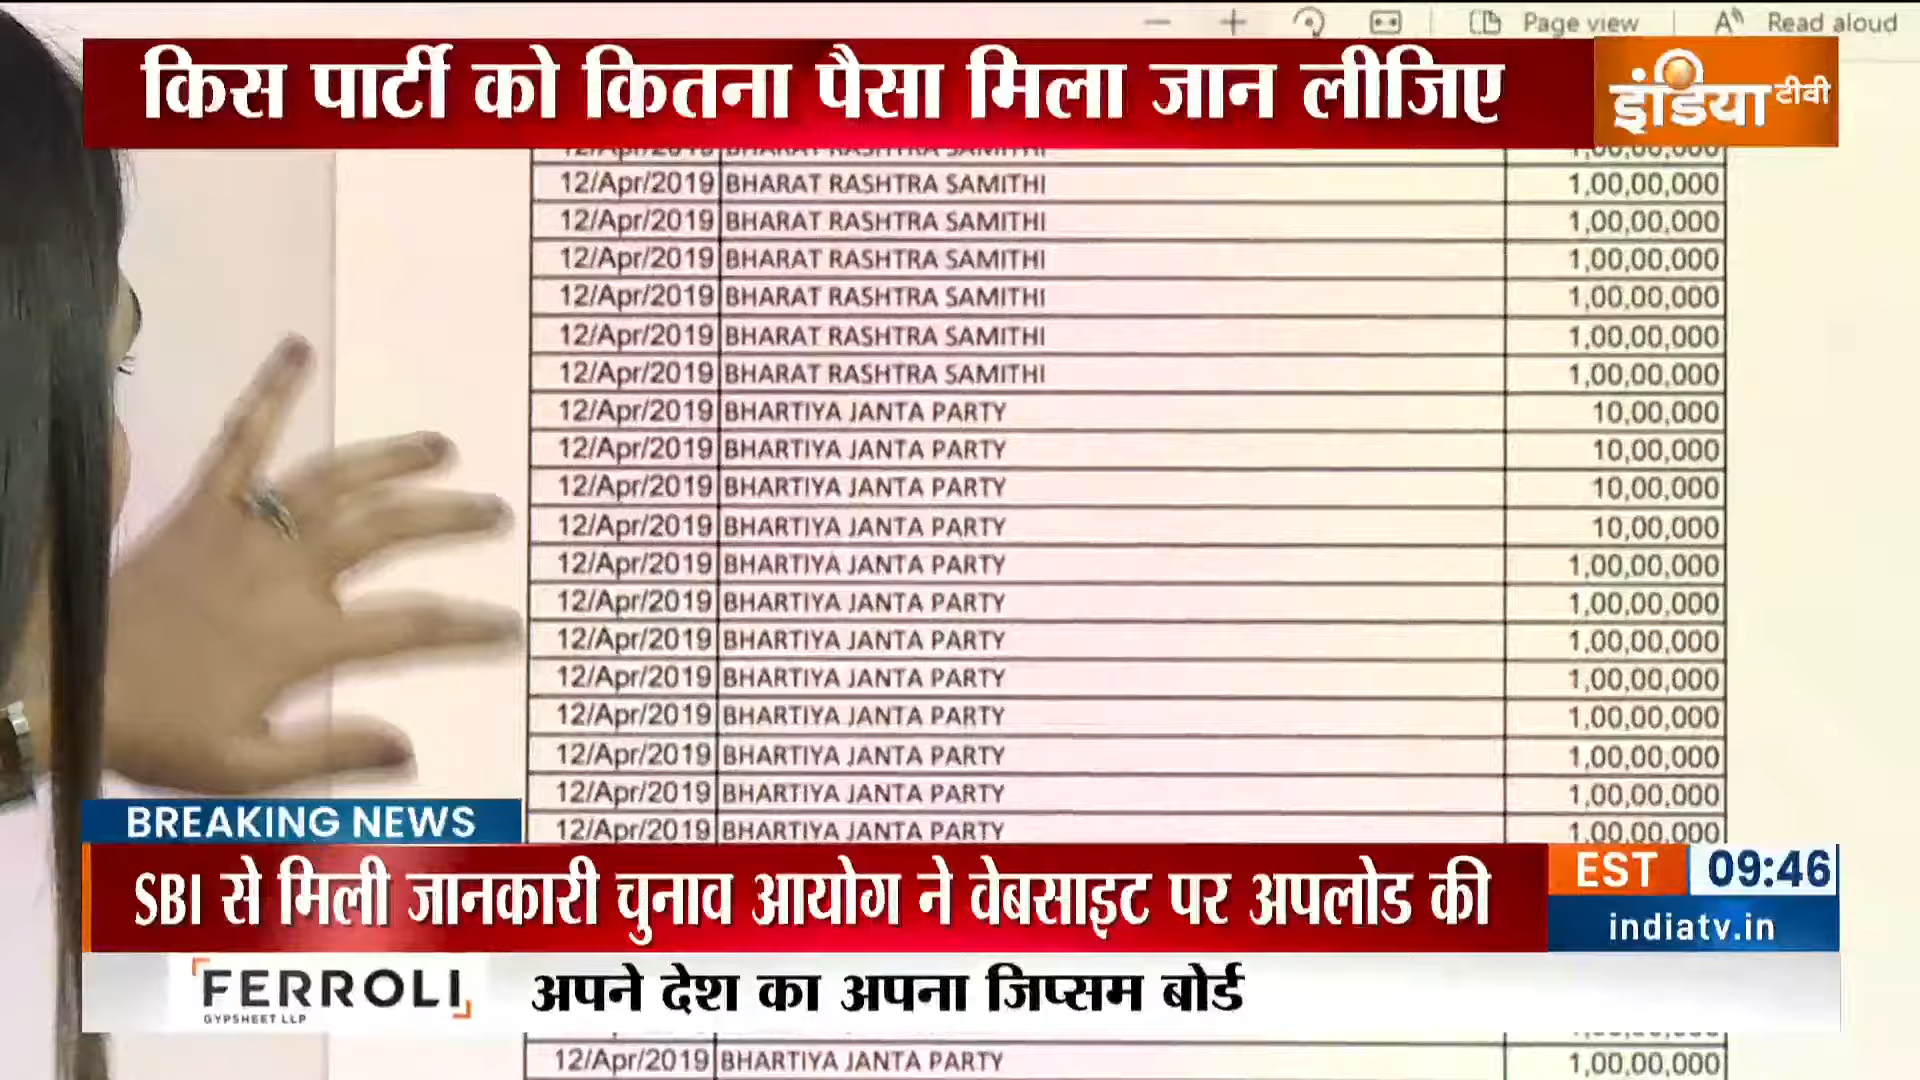 Page view
Read aloud
किस पार्टी को कितना पैसा मिला जान लीजिए
इंडिया टीवी
12/Apr/2019 BHARAT RASHTRA SAMITHI 1,00,00,000
12/Apr/2019 BHARAT RASHTRA SAMITHI 1,00,00,000
12/Apr/2019 BHARAT RASHTRA SAMITHI 1,00,00,000
12/Apr/2019 BHARAT RASHTRA SAMITHI 1,00,00,000
12/Apr/2019 BHARAT RASHTRA SAMITHI 1,00,00,000
12/Apr/2019 BHARAT RASHTRA SAMITHI 1,00,00,000
12/Apr/2019 BHARAT RASHTRA SAMITHI 1,00,00,000
12/Apr/2019 BHARTIYA JANTA PARTY 10,00,000
12/Apr/2019 BHARTIYA JANTA PARTY 10,00,000
12/Apr/2019 BHARTIYA JANTA PARTY 10,00,000
12/Apr/2019 BHARTIYA JANTA PARTY 10,00,000
12/Apr/2019 BHARTIYA JANTA PARTY 1,00,00,000
12/Apr/2019 BHARTIYA JANTA PARTY 1,00,00,000
12/Apr/2019 BHARTIYA JANTA PARTY 1,00,00,000
12/Apr/2019 BHARTIYA JANTA PARTY 1,00,00,000
12/Apr/2019 BHARTIYA JANTA PARTY 1,00,00,000
12/Apr/2019 BHARTIYA JANTA PARTY 1,00,00,000
12/Apr/2019 BHARTIYA JANTA PARTY 1,00,00,000
12/Apr/2019 BHARTIYA JANTA PARTY 1,00,00,000
BREAKING NEWS
SBI से मिली जानकारी चुनाव आयोग ने वेबसाइट पर अपलोड की
EST 09:46
indiatv.in
FERROLI
GYPSHEET LLP
अपने देश का अपना जिप्सम बोर्ड
12/Apr/2019 BHARTIYA JANTA PARTY 1,00,00,000